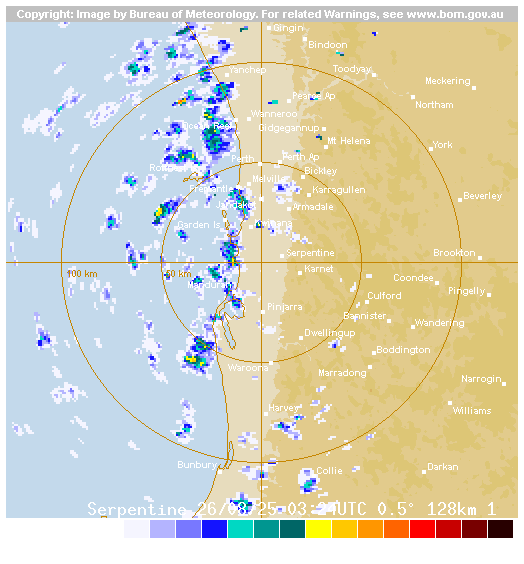 Copyright: Image by Bureau of Meteorology. For related Warnings, see www.bom.gov.au
Gingin
Bindoon
Toodyay
Yanchep
Meckering
Pearce Ap
Northam
Wanneroo
Gidgegannup
Mt Helena
York
Perth
Perth Ap
Bickley
Melville
Karragullen
Beverley
Armadale
Garden Is
Serpentine
Brookton
100 km
50 km
Karnet
Coondee
Pingelly
Culford
Pinjarra
Bannister
Wandering
Dwellingup
Boddington
Waroona
Marradong
Narrogin
Harvey
Williams
Bunbury
Collie
Darkan
Serpentine 26/08/25 UTC 0.5° 128km 1